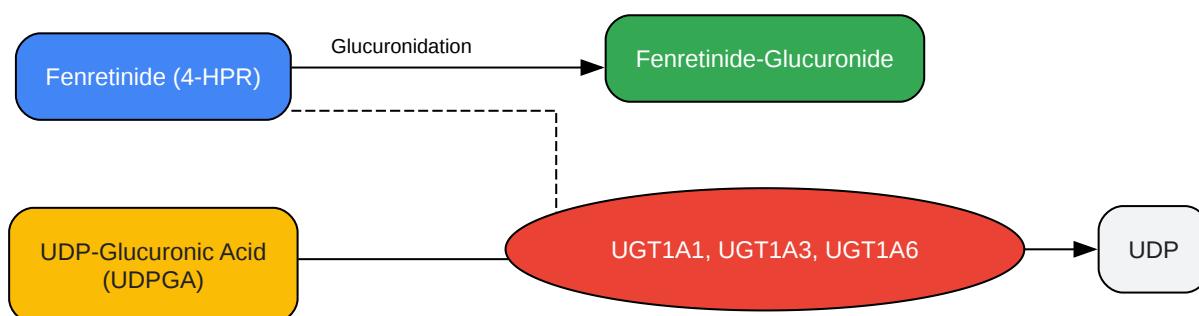 Glucuronidation
Fenretinide (4-HPR)
Fenretinide-Glucuronide
UDP-Glucuronic Acid
(UDPGA)
UGT1A1, UGT1A3, UGT1A6
UDP